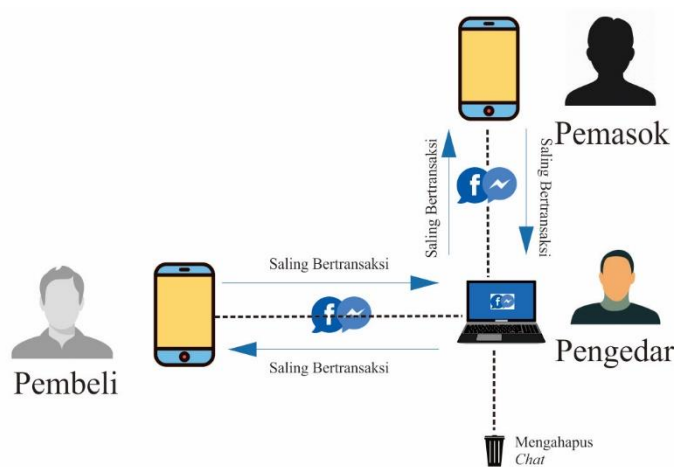 Pemasok
Saling Bertransaksi
Saling Bertransaksi
Saling Bertransaksi
Pembeli
Saling Bertransaksi
Pengedar
Mengahapus
Chat